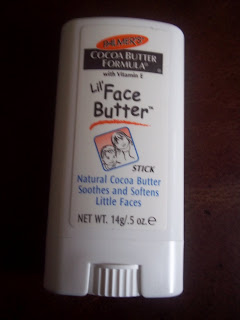 PALMER'S
COCOA BUTTER
FORMULA
with Vitamin E
Lil' Face
Butter™
STICK
Natural Cocoa Butter
Soothes and Softens
Little Faces
NET WT. 14g/.5 oz. e